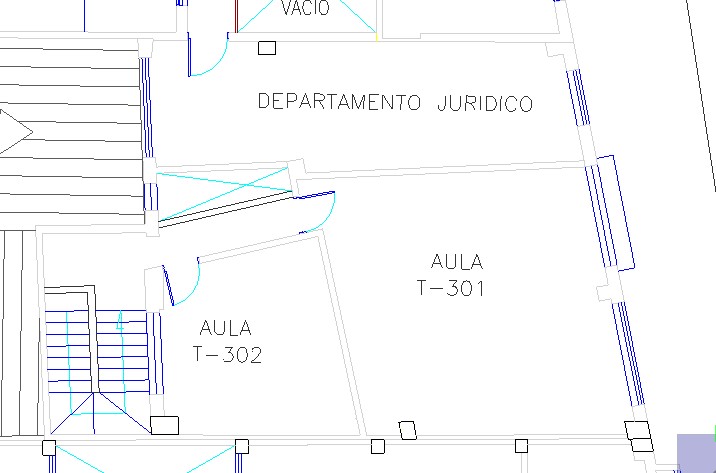 VACIO
DEPARTAMENTO JURIDICO
AULA
T-301
AULA
T-302